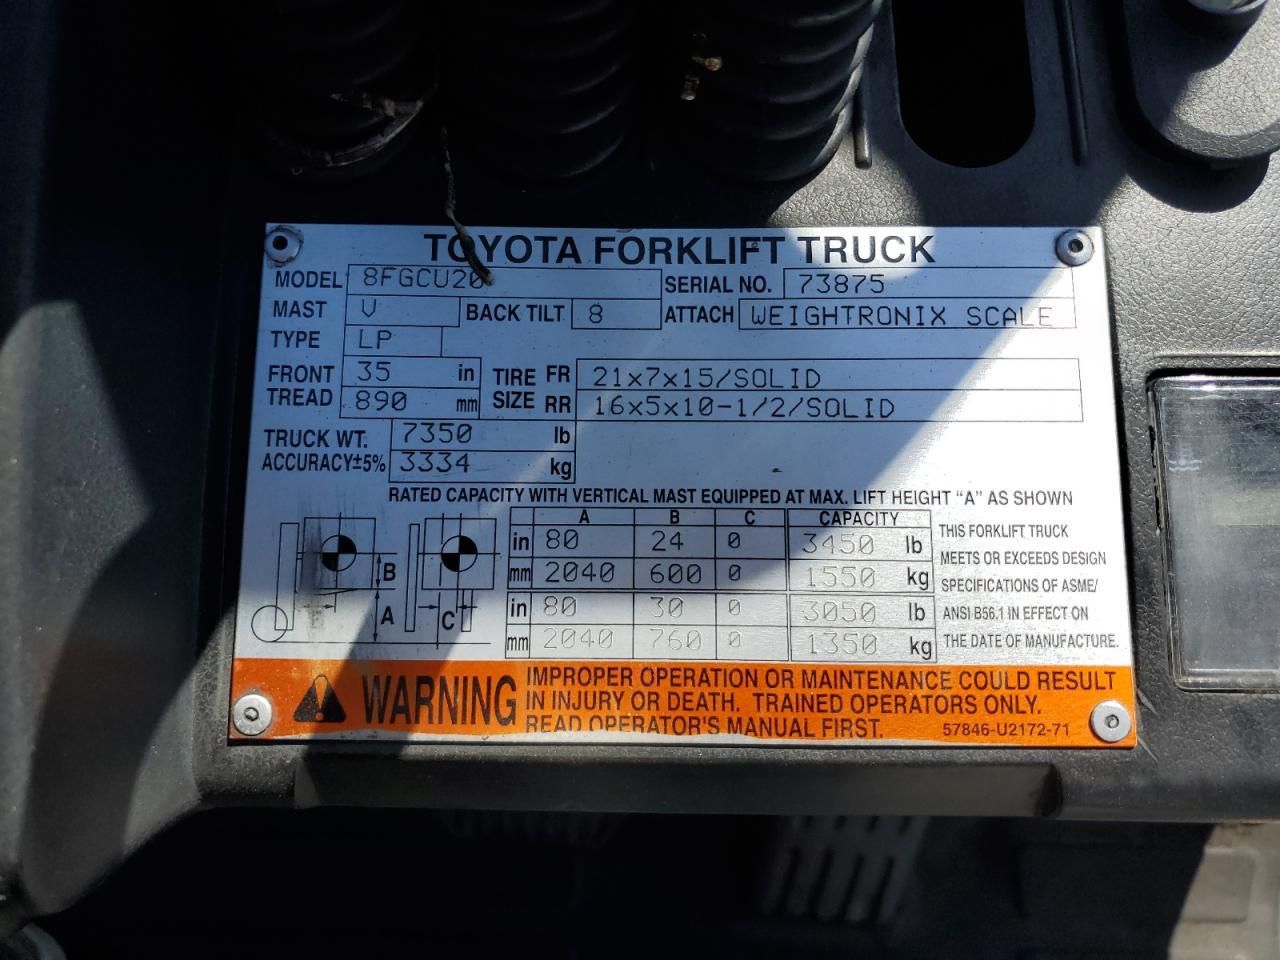 TOYOTA FORKLIFT TRUCK
MODEL 8FGCU20 SERIAL NO. 73875
MAST V BACK TILT 8 ATTACH WEIGHTRONIX SCALE
TYPE LP
FRONT TREAD 35 in TIRE SIZE FR 21x7x15/SOLID
890 mm RR 16x5x10-1/2/SOLID
TRUCK WT. 7350 lb
ACCURACY±5% 3334 kg
RATED CAPACITY WITH VERTICAL MAST EQUIPPED AT MAX. LIFT HEIGHT "A" AS SHOWN
A B C CAPACITY
in 80 24 0 3450 lb
mm 2040 600 0 1550 kg
in 80 30 0 3050 lb
mm 2040 760 0 1350 kg
B
A
C
THIS FORKLIFT TRUCK
MEETS OR EXCEEDS DESIGN
SPECIFICATIONS OF ASME/
ANSI B56.1 IN EFFECT ON
THE DATE OF MANUFACTURE.
WARNING
IMPROPER OPERATION OR MAINTENANCE COULD RESULT
IN INJURY OR DEATH. TRAINED OPERATORS ONLY.
READ OPERATOR'S MANUAL FIRST.
57846-U2172-71